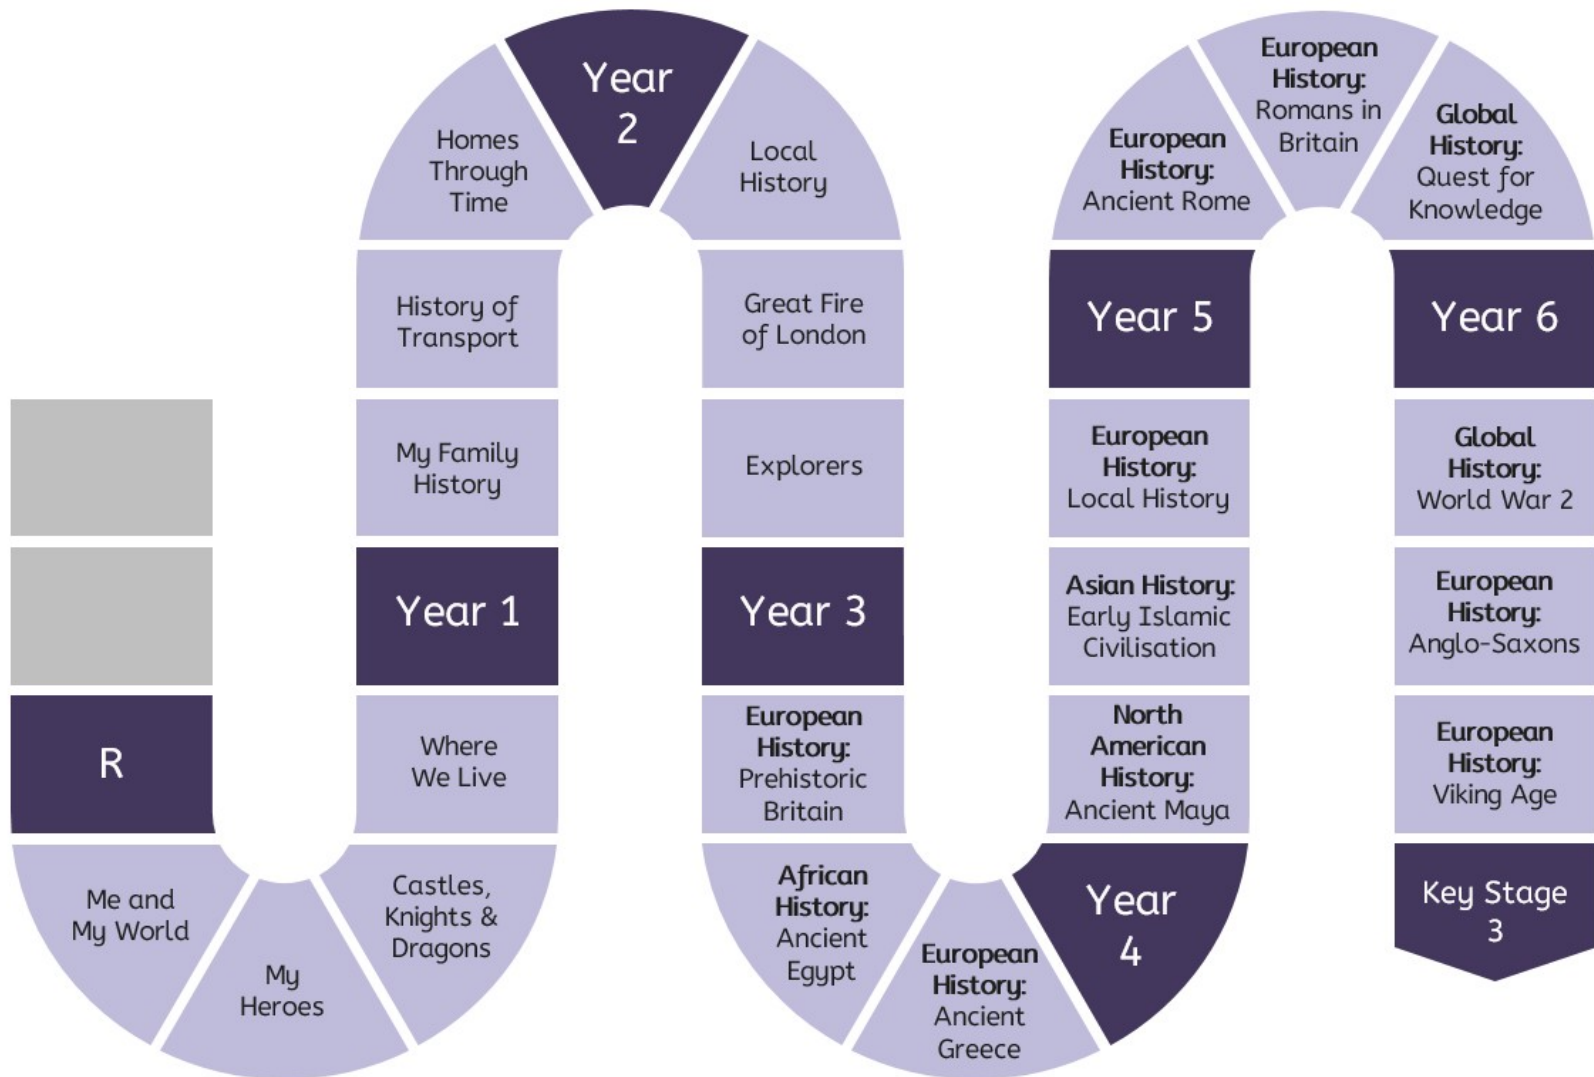 R
Me and
My World
My
Heroes
Castles,
Knights &
Dragons
Where
We Live
Year 1
My Family
History
History of
Transport
Homes
Through
Time
Year
2
Local
History
Great Fire
of London
Explorers
Year 3
European
History:
Prehistoric
Britain
African
History:
Ancient
Egypt
European
History:
Ancient
Greece
Year
4
North
American
History:
Ancient Maya
Asian History:
Early Islamic
Civilisation
European
History:
Local History
Year 5
European
History:
Ancient Rome
European
History:
Romans in
Britain
Global
History:
Quest for
Knowledge
Year 6
Global
History:
World War 2
European
History:
Anglo-Saxons
European
History:
Viking Age
Key Stage
3